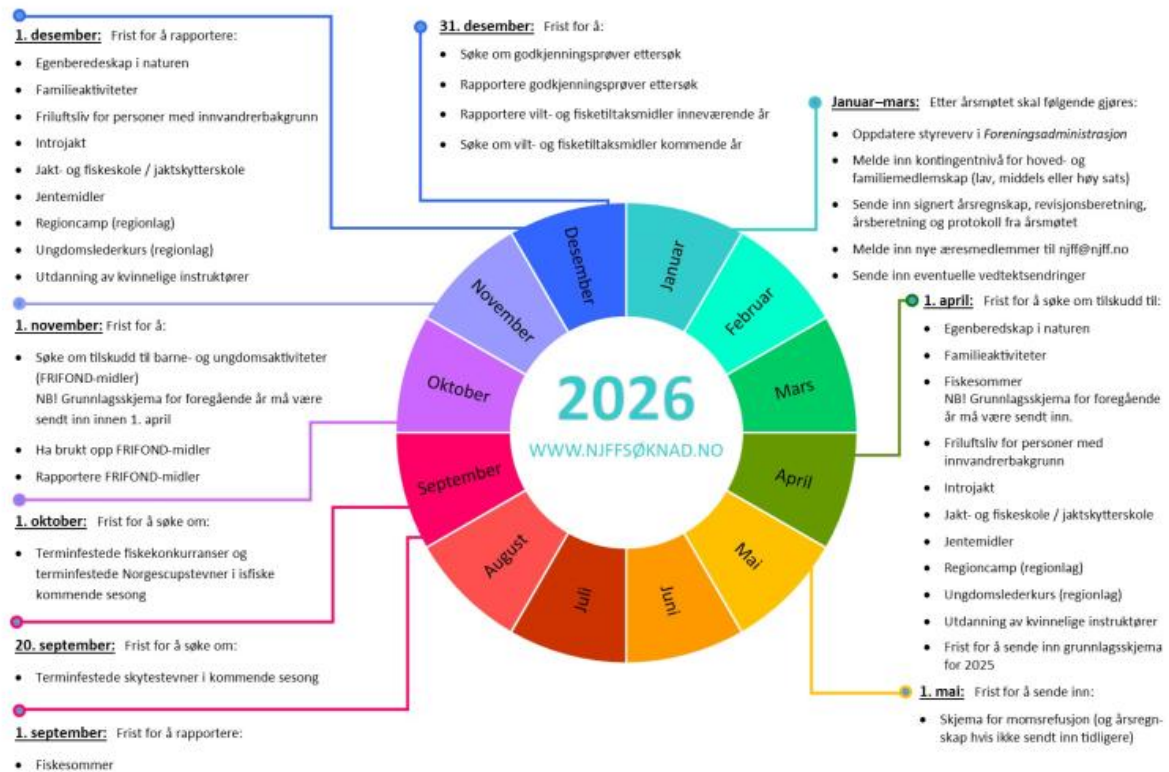 1. desember: Frist for å rapportere:
• Egenberedeskap i naturen
• Familieaktiviteter
• Friluftsliv for personer med innvandrerbakgrunn
• Introjakt
• Jakt- og fiskeskole / jaktskytterskole
• Jentemidler
• Regioncamp (regionlag)
• Ungdomslederkurs (regionlag)
• Utdanning av kvinnelige instruktører
31. desember: Frist for å:
• Søke om godkjenningsprøver ettersøk
• Rapportere godkjenningsprøver ettersøk
• Rapportere vilt- og fisketiltaksmidler inneværende år
• Søke om vilt- og fisketiltaksmidler kommende år
Januar–mars: Etter årsmøtet skal følgende gjøres:
• Oppdatere styreverv i Foreningsadministrasjon
• Melde inn kontingentnivå for hoved- og
familiemedlemskap (lav, middels eller høy sats)
• Sende inn signert årsregnskap, revisjonsberetning,
årsberetning og protokoll fra årsmøtet
• Melde inn nye æresmedlemmer til njff@njff.no
• Sende inn eventuelle vedtektsendringer
1. november: Frist for å:
• Søke om tilskudd til barne- og ungdomsaktiviteter
(FRIFOND-midler)
NB! Grunnlagsskjema for foregående år må være
sendt inn innen 1. april
• Ha brukt opp FRIFOND-midler
• Rapportere FRIFOND-midler
1. oktober: Frist for å søke om:
• Terminfestede fiskekonkurranser og
terminfestede Norgescupstevner i isfiske
kommende sesong
20. september: Frist for å søke om:
• Terminfestede skytestevner i kommende sesong
1. september: Frist for å rapportere:
• Fiskesommer
Januar
Februar
Mars
April
Mai
Juni
Juli
August
September
Oktober
November
Desember
2026
WWW.NJFFSØKNAD.NO
1. april: Frist for å søke om tilskudd til:
• Egenberedskap i naturen
• Familieaktiviteter
• Fiskesommer
NB! Grunnlagsskjema for foregående
år må være sendt inn.
• Friluftsliv for personer med
innvandrerbakgrunn
• Introjakt
• Jakt- og fiskeskole / jaktskytterskole
• Jentemidler
• Regioncamp (regionlag)
• Ungdomslederkurs (regionlag)
• Utdanning av kvinnelige instruktører
• Frist for å sende inn grunnlagsskjema
for 2025
1. mai: Frist for å sende inn:
• Skjema for momsrefusjon (og årsregn-
skap hvis ikke sendt inn tidligere)